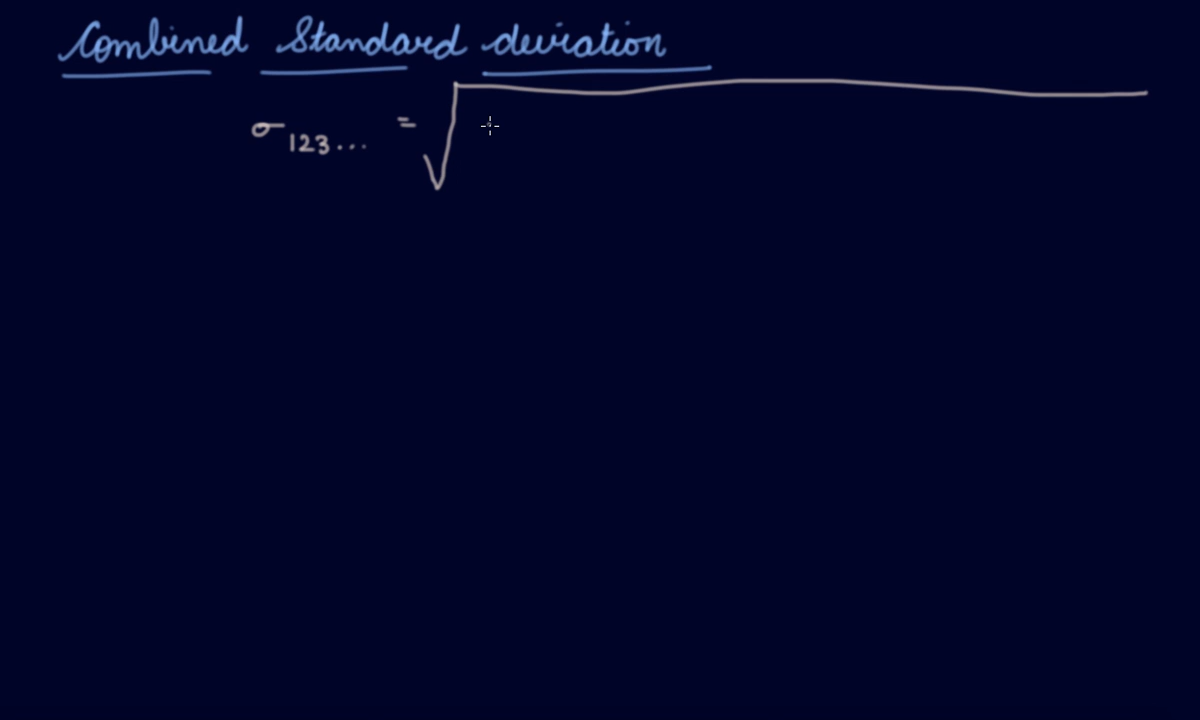 Combined Standard deviation
σ₁₂₃... = √